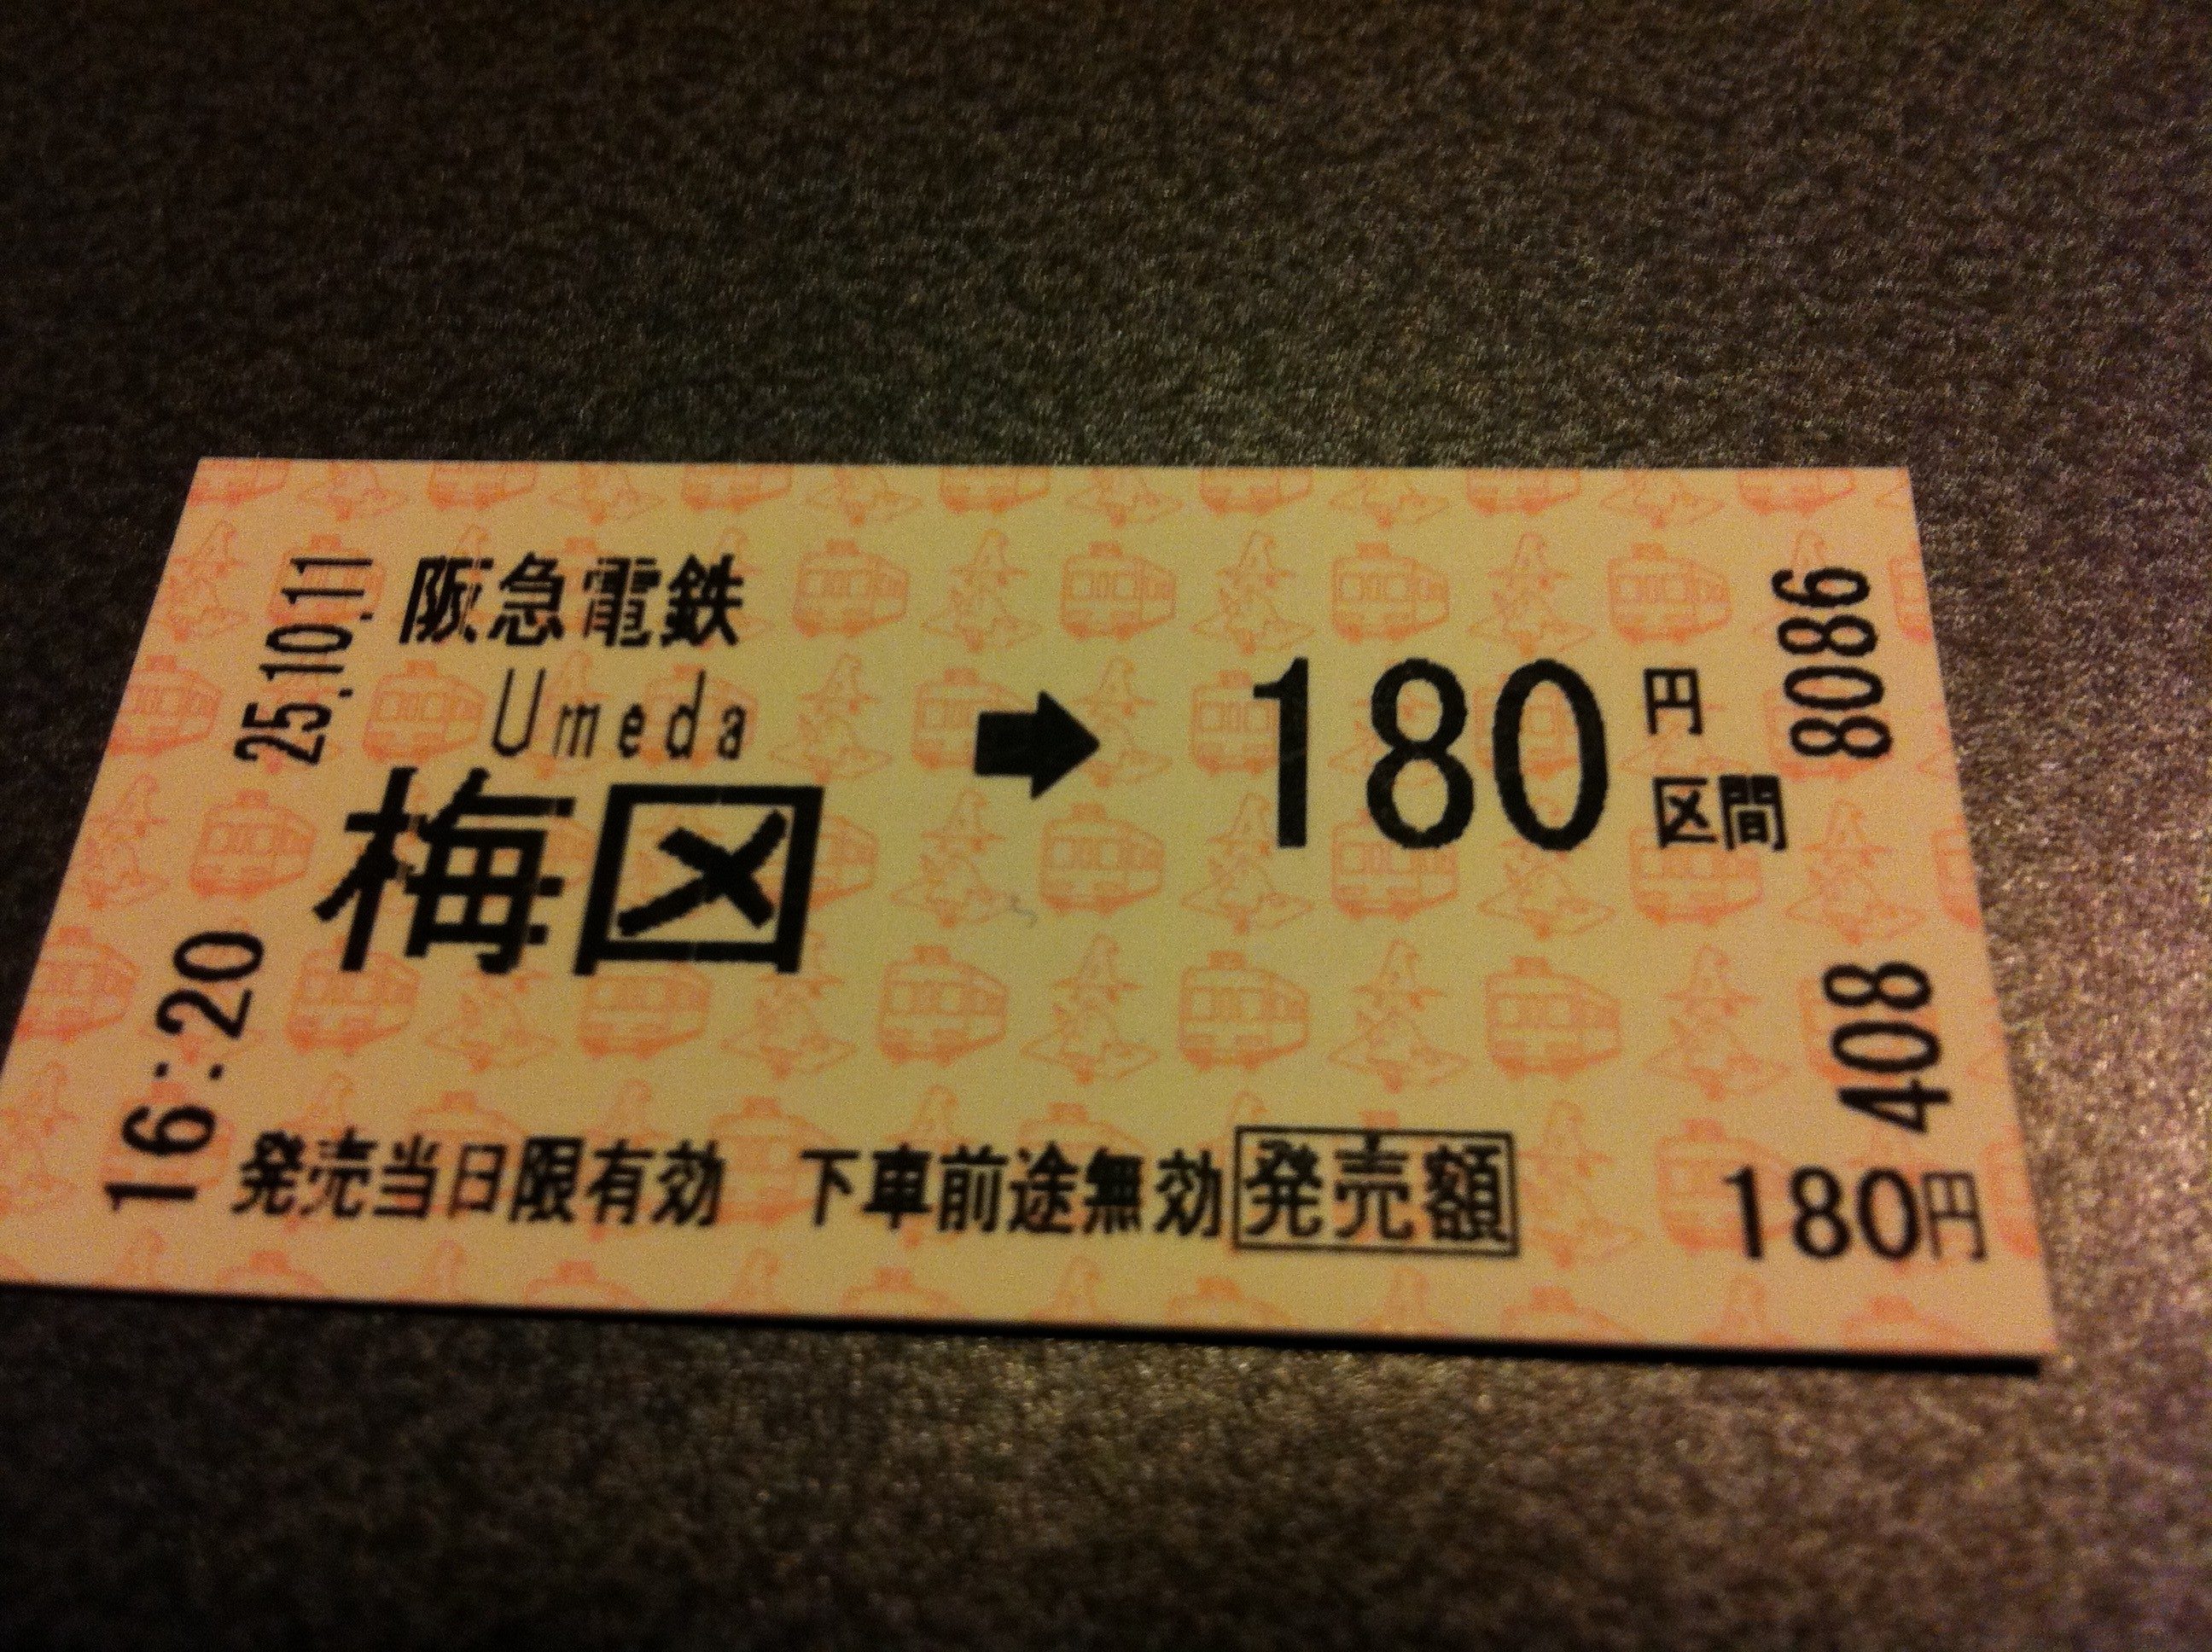 25.10.11
阪急電鉄
Umeda
梅田
➡
180円
区間
8086
16:20
発売当日限有効 下車前途無効 発売額 180円
408